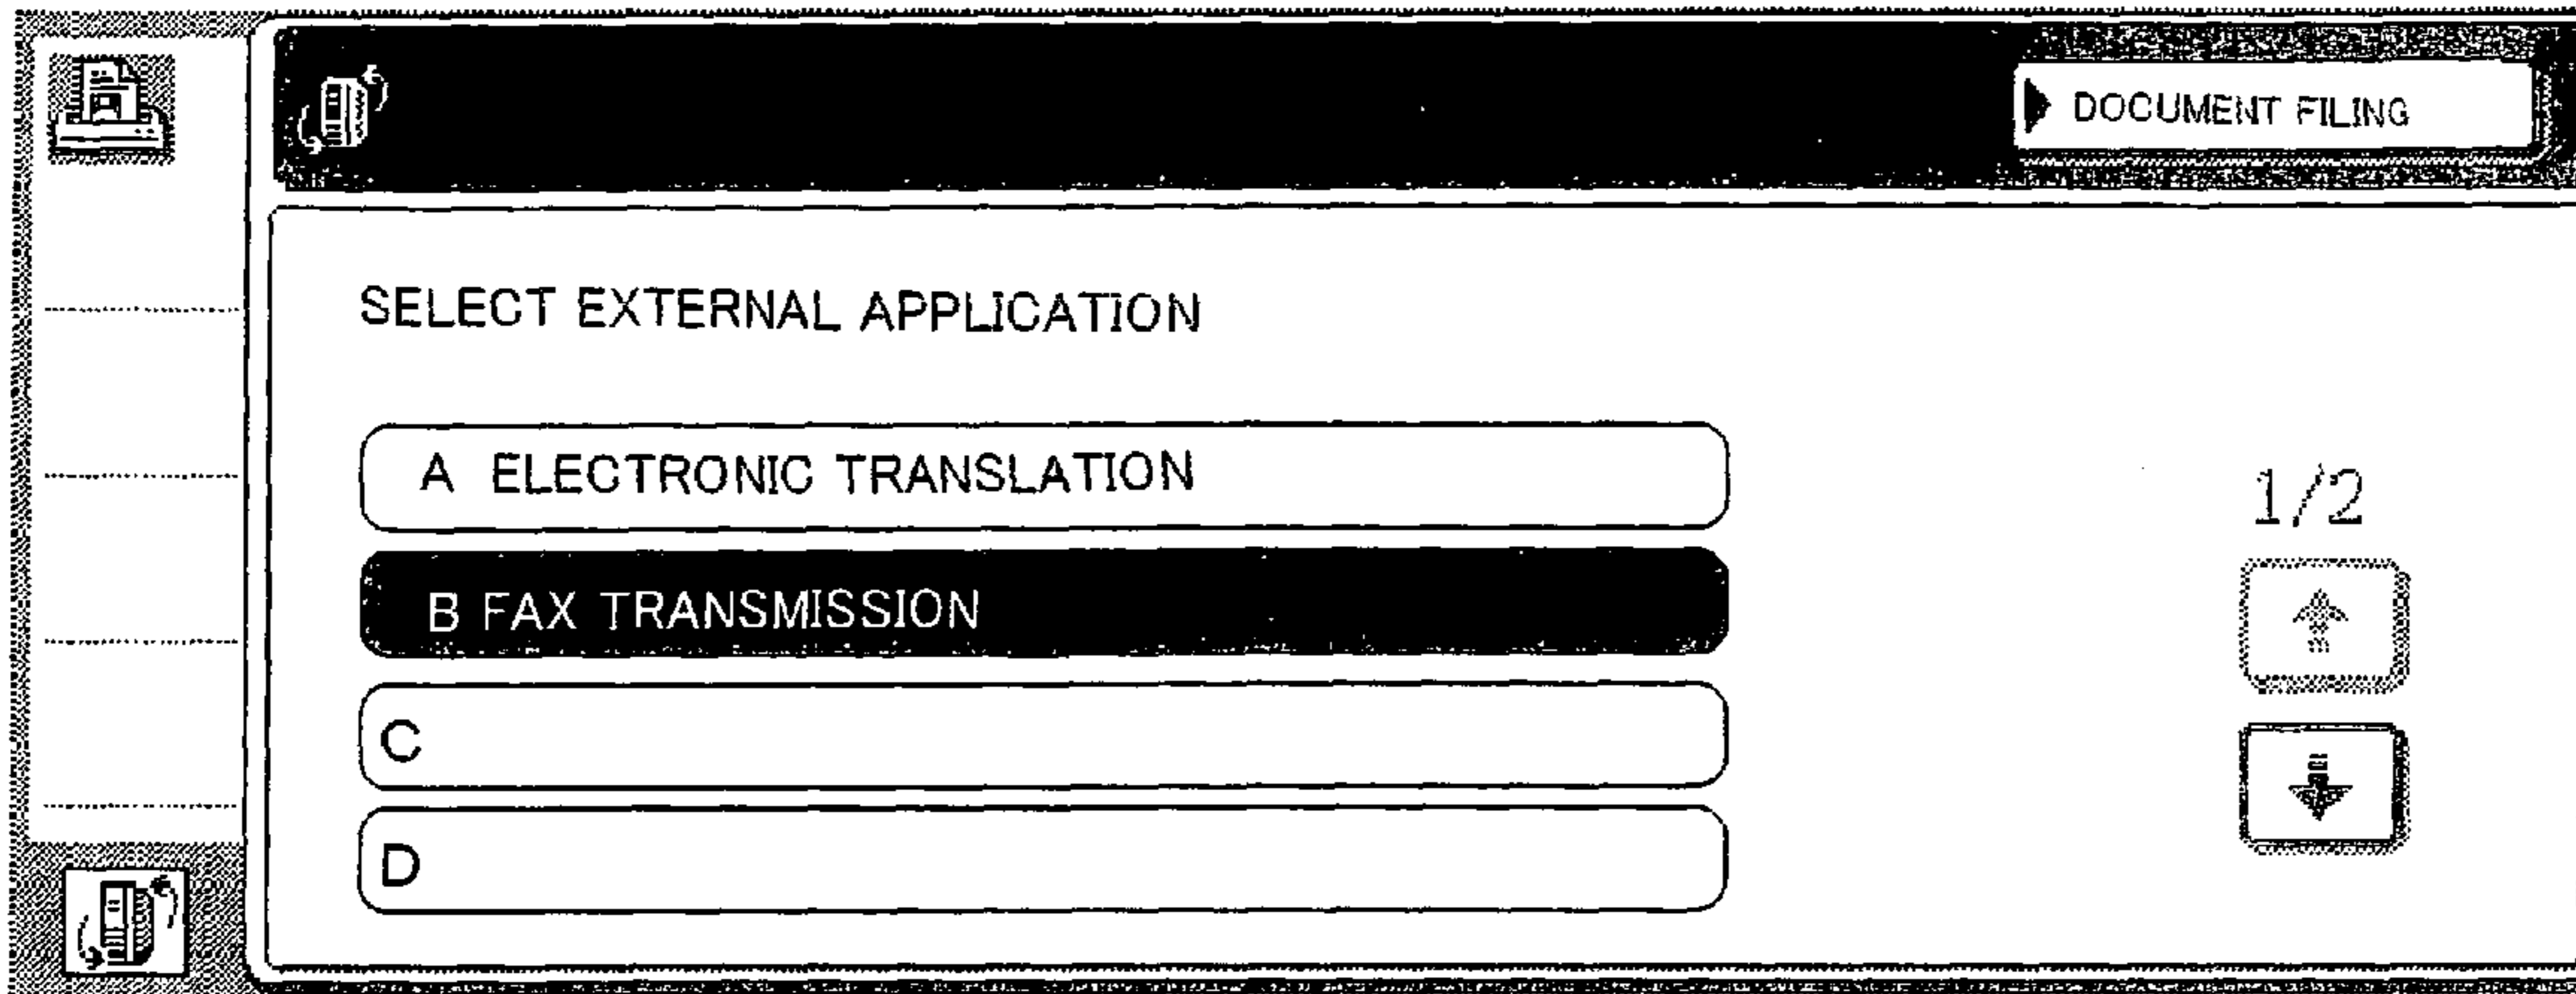 DOCUMENT FILING
SELECT EXTERNAL APPLICATION
A ELECTRONIC TRANSLATION
1/2
B FAX TRANSMISSION
C
D